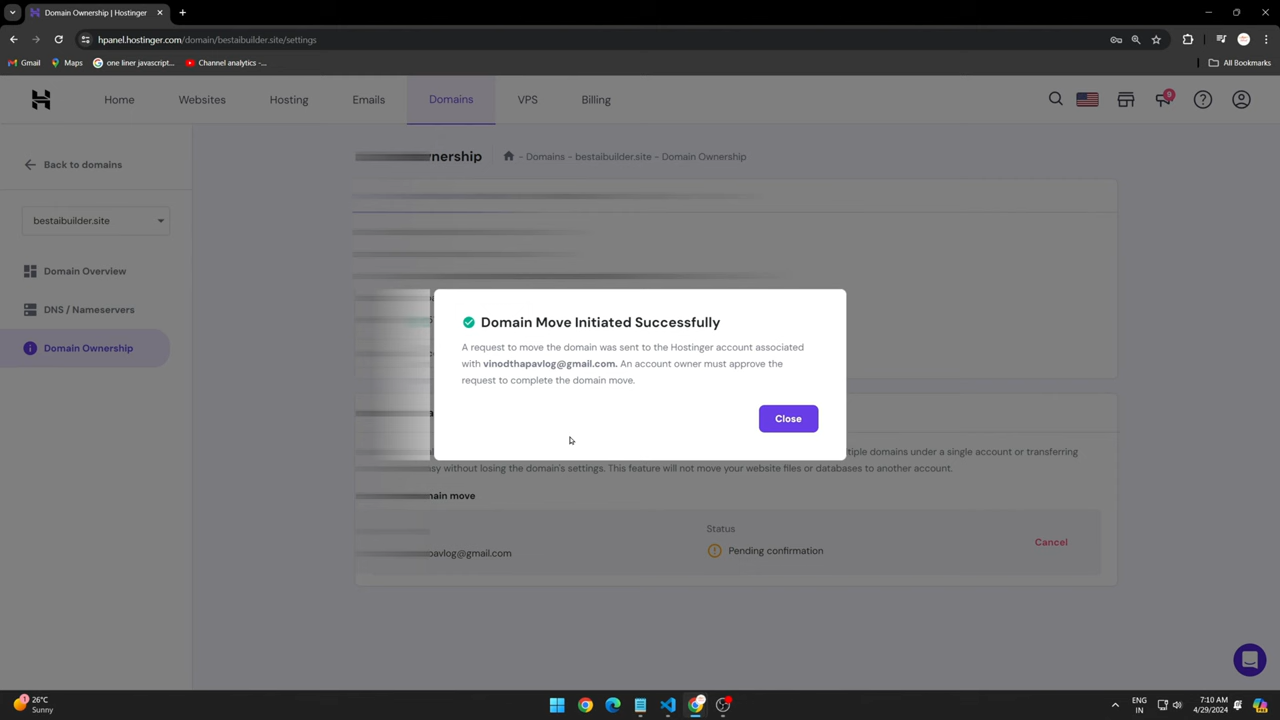 Domain Ownership | Hostinger
hpanel.hostinger.com/domain/bestaibuilder.site/settings
Gmail
Maps
one liner javascript...
Channel analytics -...
All Bookmarks
Home
Websites
Hosting
Emails
Domains
VPS
Billing
9
Back to domains
nership
- Domains - bestaibuilder.site - Domain Ownership
bestaibuilder.site
Domain Overview
DNS / Nameservers
Domain Ownership
Domain Move Initiated Successfully
A request to move the domain was sent to the Hostinger account associated
with vinodthapavlog@gmail.com. An account owner must approve the
request to complete the domain move.
Close
ltiple domains under a single account or transferring
asy without losing the domain's settings. This feature will not move your website files or databases to another account.
main move
Status
pavlog@gmail.com
Pending confirmation
Cancel
1
26°C
Sunny
ENG
IN
7:10 AM
4/29/2024